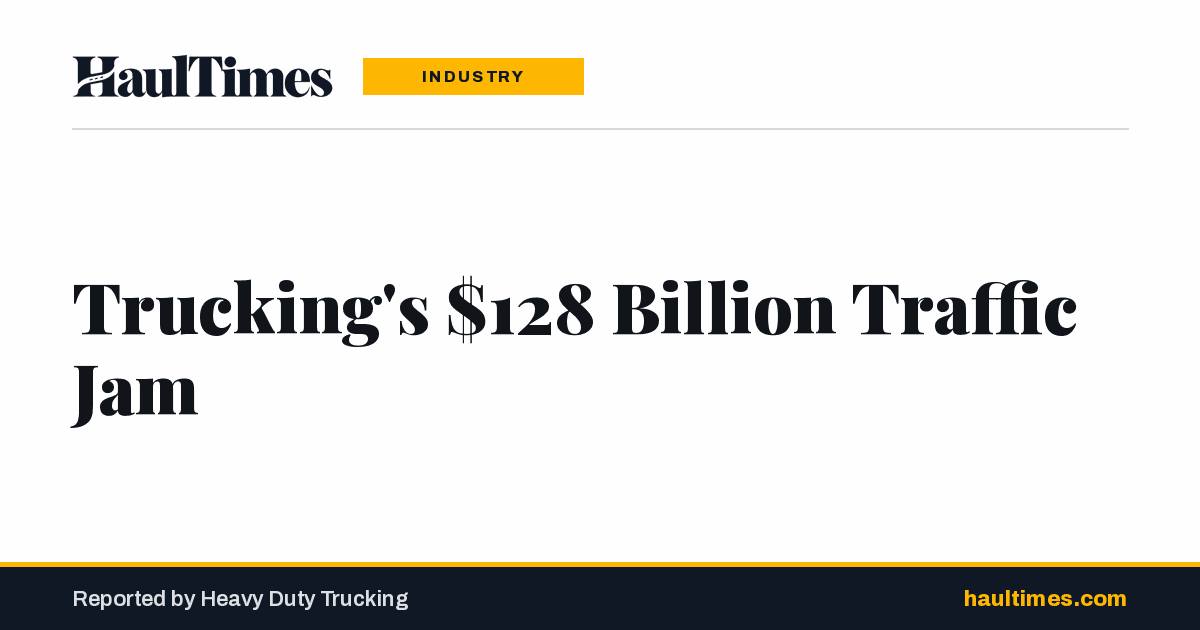 HaulTimes
INDUSTRY
Trucking's $128 Billion Traffic
Jam
Reported by Heavy Duty Trucking
haultimes.com